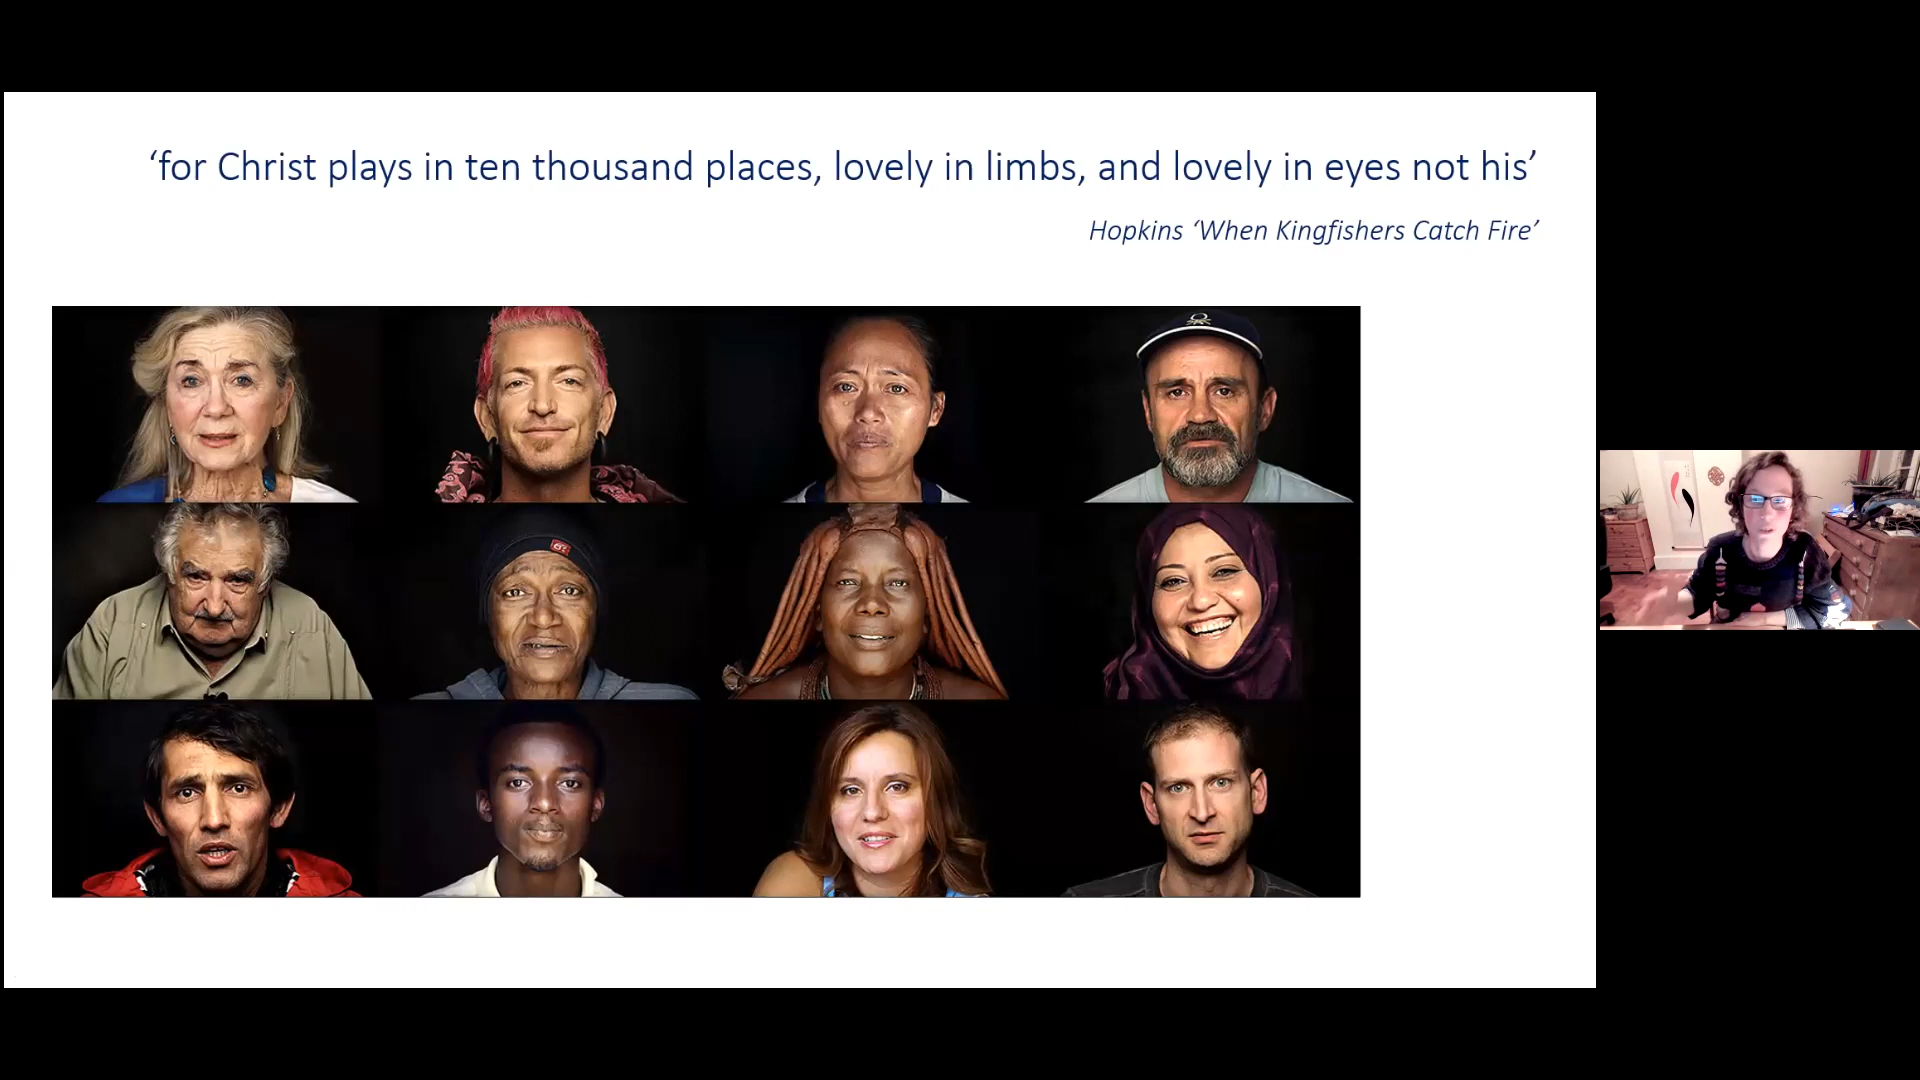 ‘for Christ plays in ten thousand places, lovely in limbs, and lovely in eyes not his’
Hopkins ‘When Kingfishers Catch Fire’